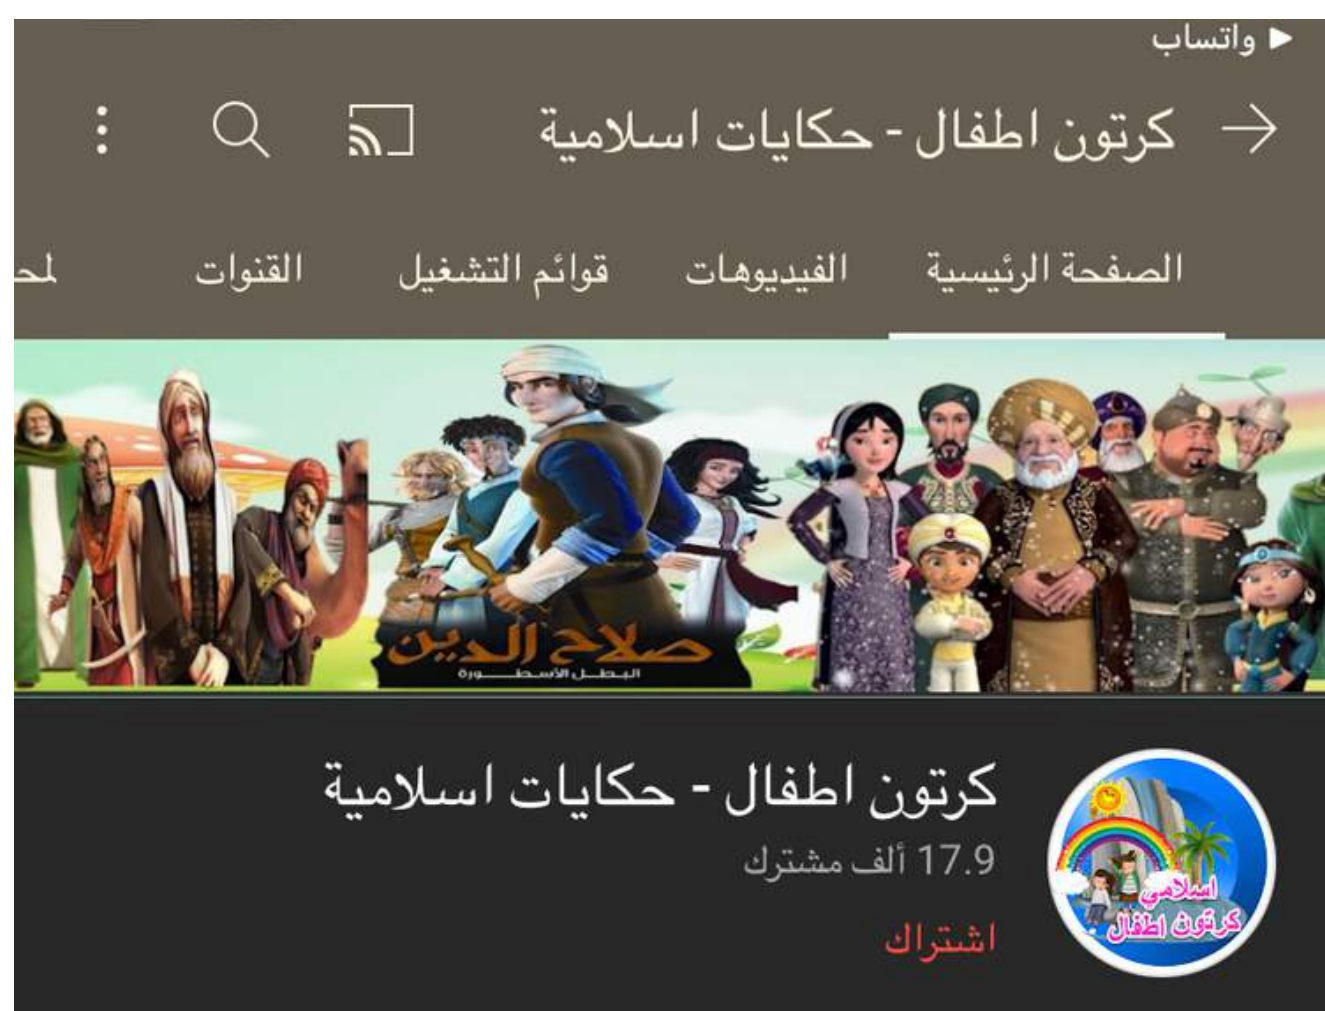 ◀ واتساب
كرتون اطفال - حكايات اسلامية
الصفحة الرئيسية الفيديوهات قوائم التشغيل القنوات لمح
صلاح الدين
البطل الأسطورة
كرتون اطفال - حكايات اسلامية
17.9 ألف مشترك
اشتراك
اسلامي
كرتون اطفال